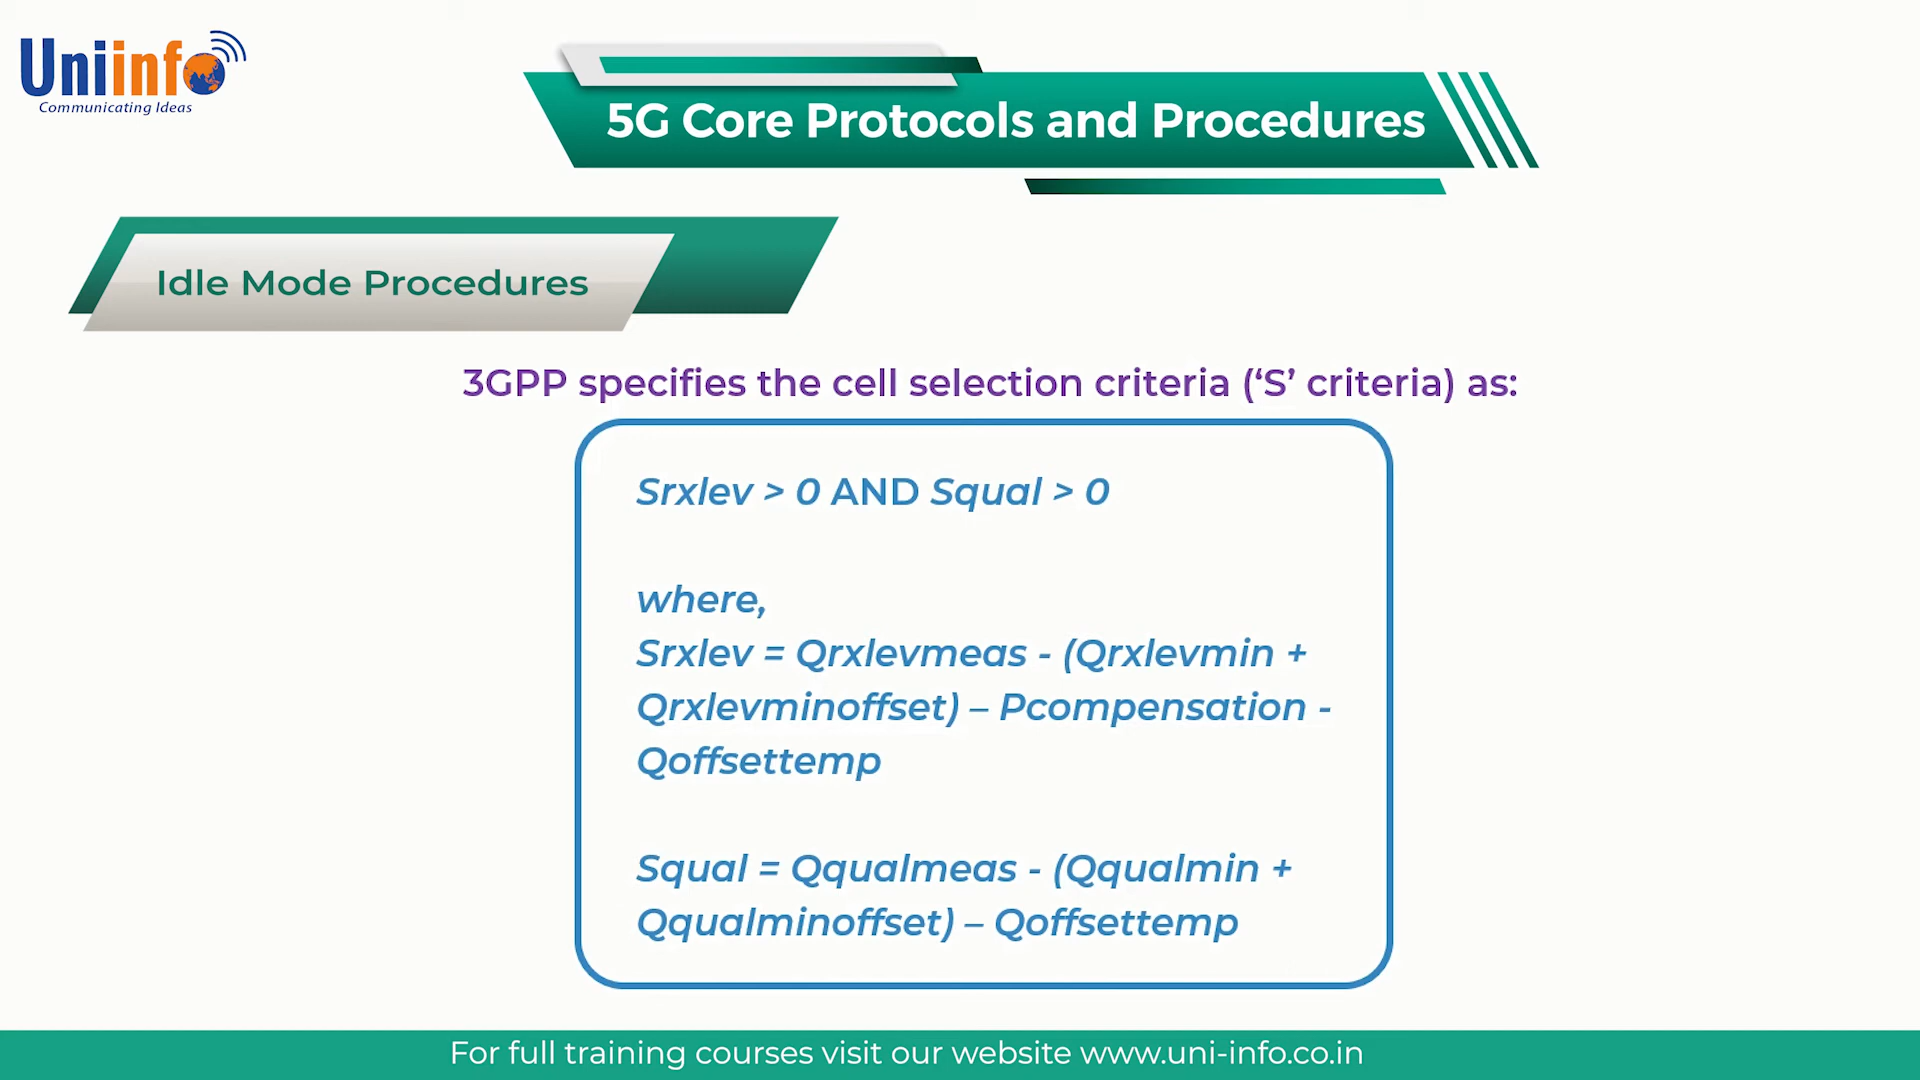 Uniinfo
Communicating Ideas
5G Core Protocols and Procedures
Idle Mode Procedures
3GPP specifies the cell selection criteria (‘S’ criteria) as:
Srxlev > 0 AND Squal > 0
where,
Srxlev = Qrxlevmeas - (Qrxlevmin +
Qrxlevminoffset) – Pcompensation -
Qoffsettemp
Squal = Qqualmeas - (Qqualmin +
Qqualminoffset) – Qoffsettemp
For full training courses visit our website www.uni-info.co.in